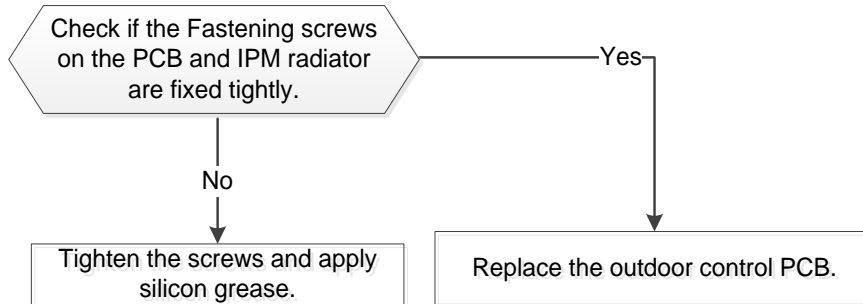 Check if the Fastening screws
on the PCB and IPM radiator
are fixed tightly.
Yes
No
Tighten the screws and apply
silicon grease.
Replace the outdoor control PCB.